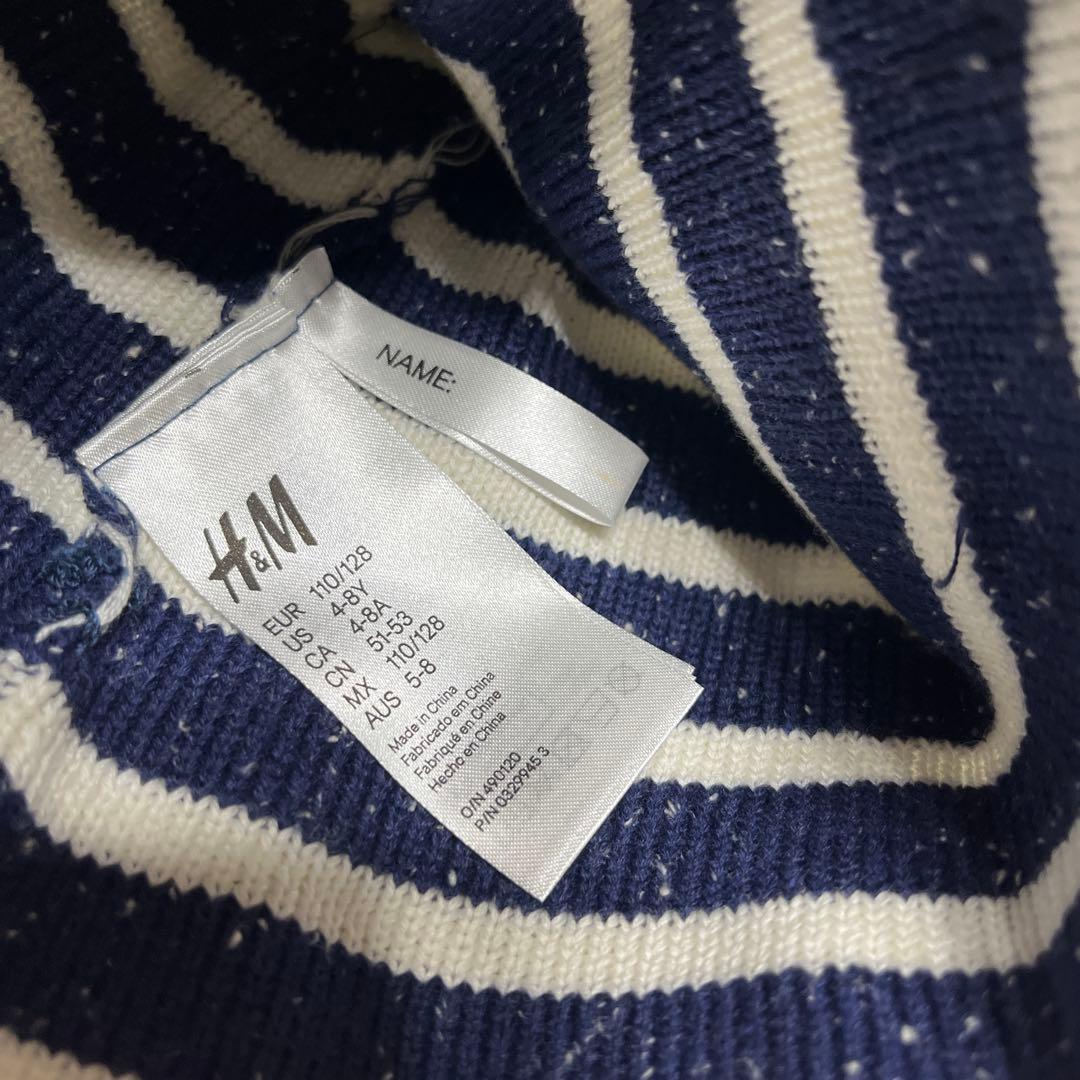 NAME:
H&M
EUR 110/128
US 4-8Y
CA 4-8A
CN 51-53
MX 110/128
AUS 5-8
Made in China
Fabricado em China
Fabriqué en Chine
Hecho en China
O/N 490120
P/N 0329945.3